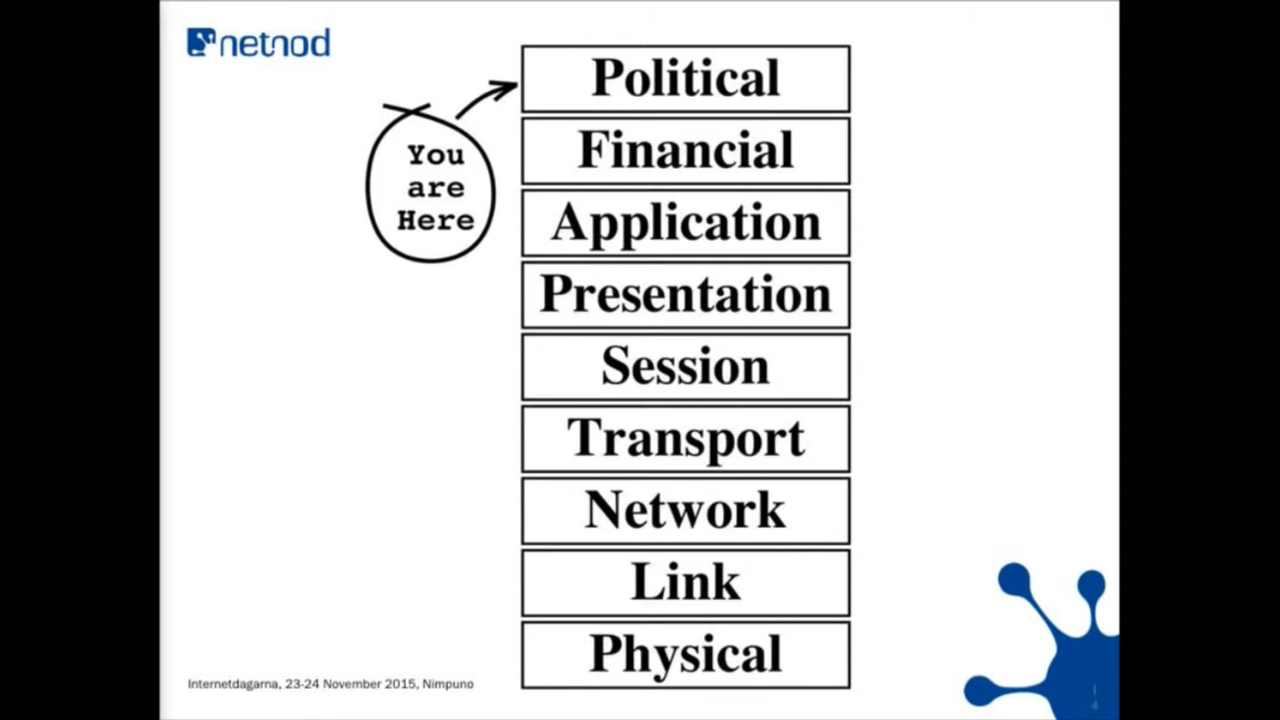 netnod
Political
Financial
Application
Presentation
Session
Transport
Network
Link
Physical
You
are
Here
Internetdagarna, 23-24 November 2015, Nimpuno